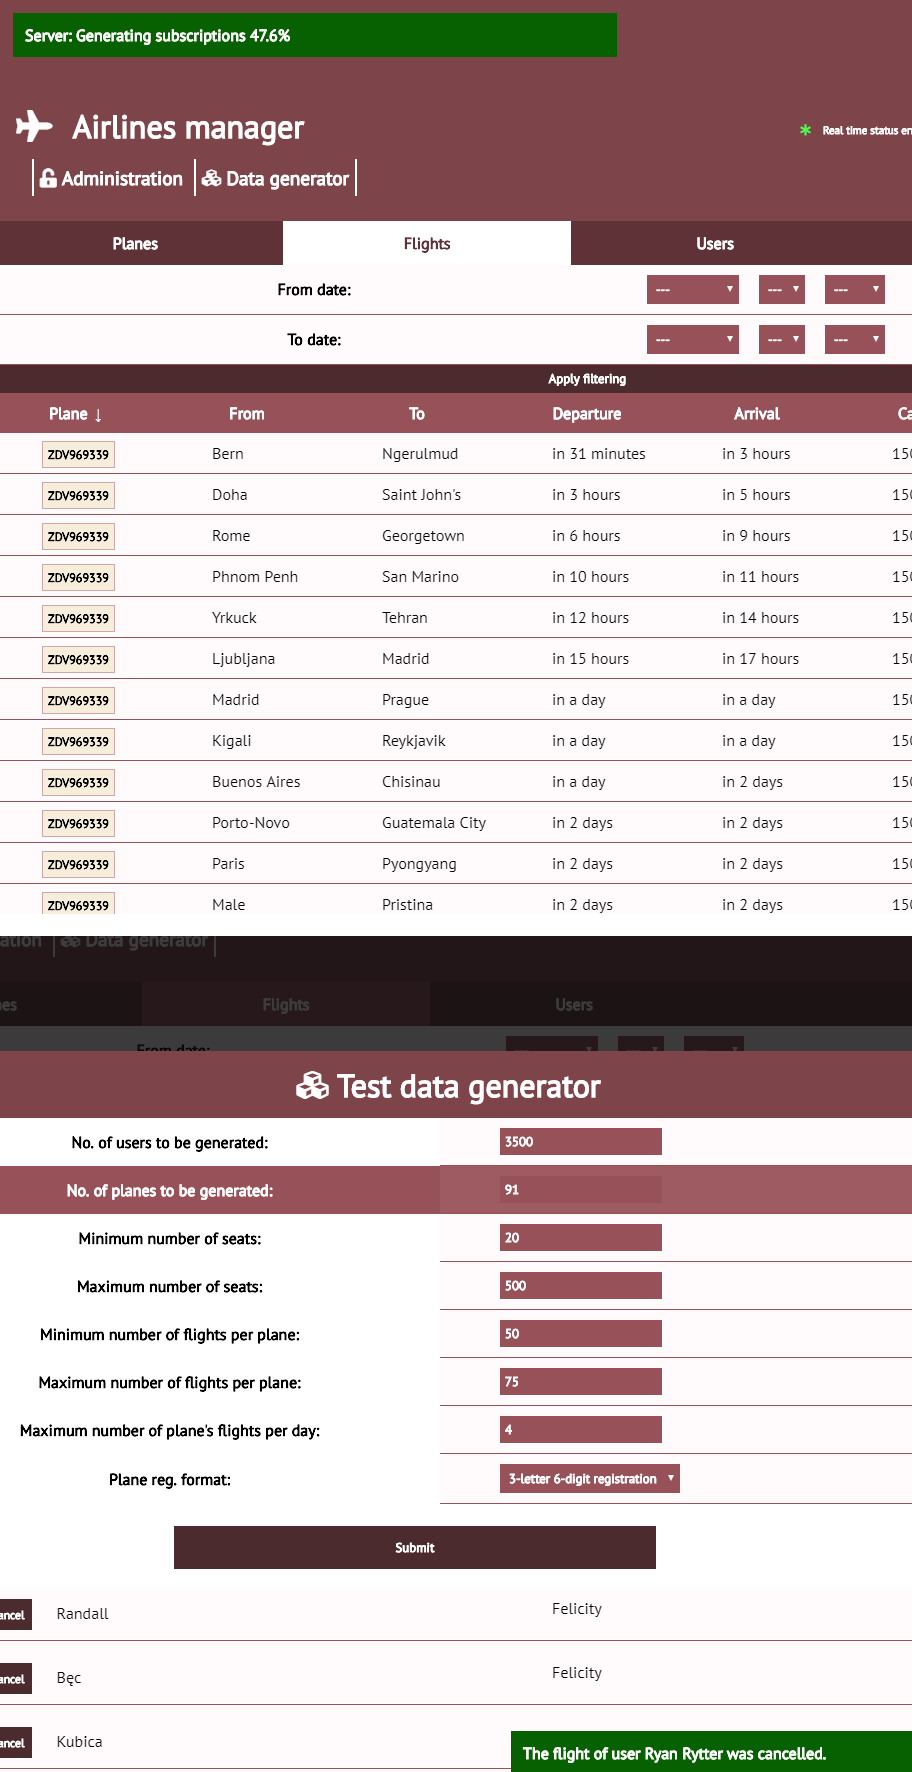 Server: Generating subscriptions 47.6%
Airlines manager
Real time status en
Administration Data generator
Planes Flights Users
From date: --- --- ---
To date: --- --- ---
Apply filtering
Plane ↓ From To Departure Arrival Ca
ZDV969339 Bern Ngerulmud in 31 minutes in 3 hours 150
ZDV969339 Doha Saint John's in 3 hours in 5 hours 150
ZDV969339 Rome Georgetown in 6 hours in 9 hours 150
ZDV969339 Phnom Penh San Marino in 10 hours in 11 hours 150
ZDV969339 Yrkuck Tehran in 12 hours in 14 hours 150
ZDV969339 Ljubljana Madrid in 15 hours in 17 hours 150
ZDV969339 Madrid Prague in a day in a day 150
ZDV969339 Kigali Reykjavik in a day in a day 150
ZDV969339 Buenos Aires Chisinau in a day in 2 days 150
ZDV969339 Porto-Novo Guatemala City in 2 days in 2 days 150
ZDV969339 Paris Pyongyang in 2 days in 2 days 150
ZDV969339 Male Pristina in 2 days in 2 days 150
ation Data generator
nes Flights Users
From date:
Test data generator
No. of users to be generated: 3500
No. of planes to be generated: 91
Minimum number of seats: 20
Maximum number of seats: 500
Minimum number of flights per plane: 50
Maximum number of flights per plane: 75
Maximum number of plane's flights per day: 4
Plane reg. format: 3-letter 6-digit registration
Submit
ancel Randall Felicity
ancel Bęc Felicity
ancel Kubica
The flight of user Ryan Rytter was cancelled.